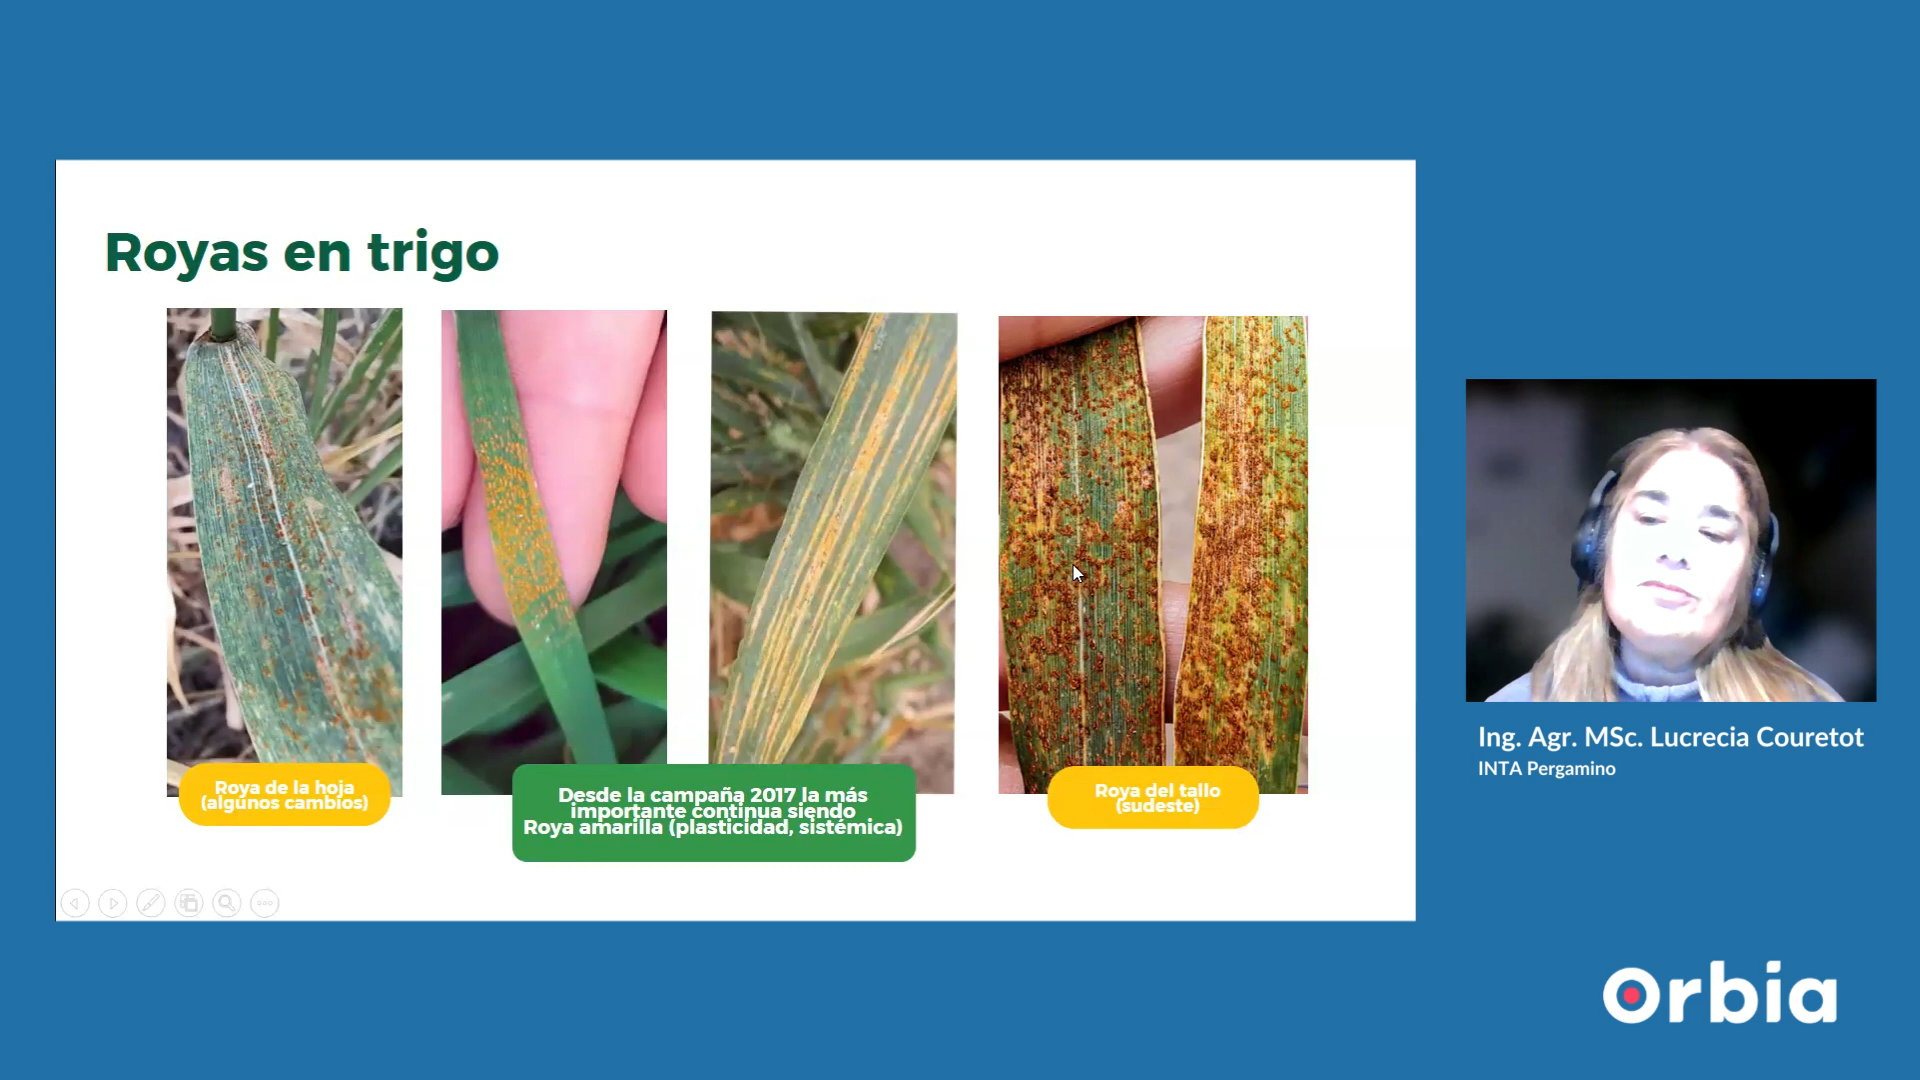 Royas en trigo
Roya de la hoja
(algunos cambios)
Desde la campaña 2017 la más
importante continua siendo
Roya amarilla (plasticidad, sistémica)
Roya del tallo
(sudeste)
Ing. Agr. MSc. Lucrecia Couretot
INTA Pergamino
Orbia